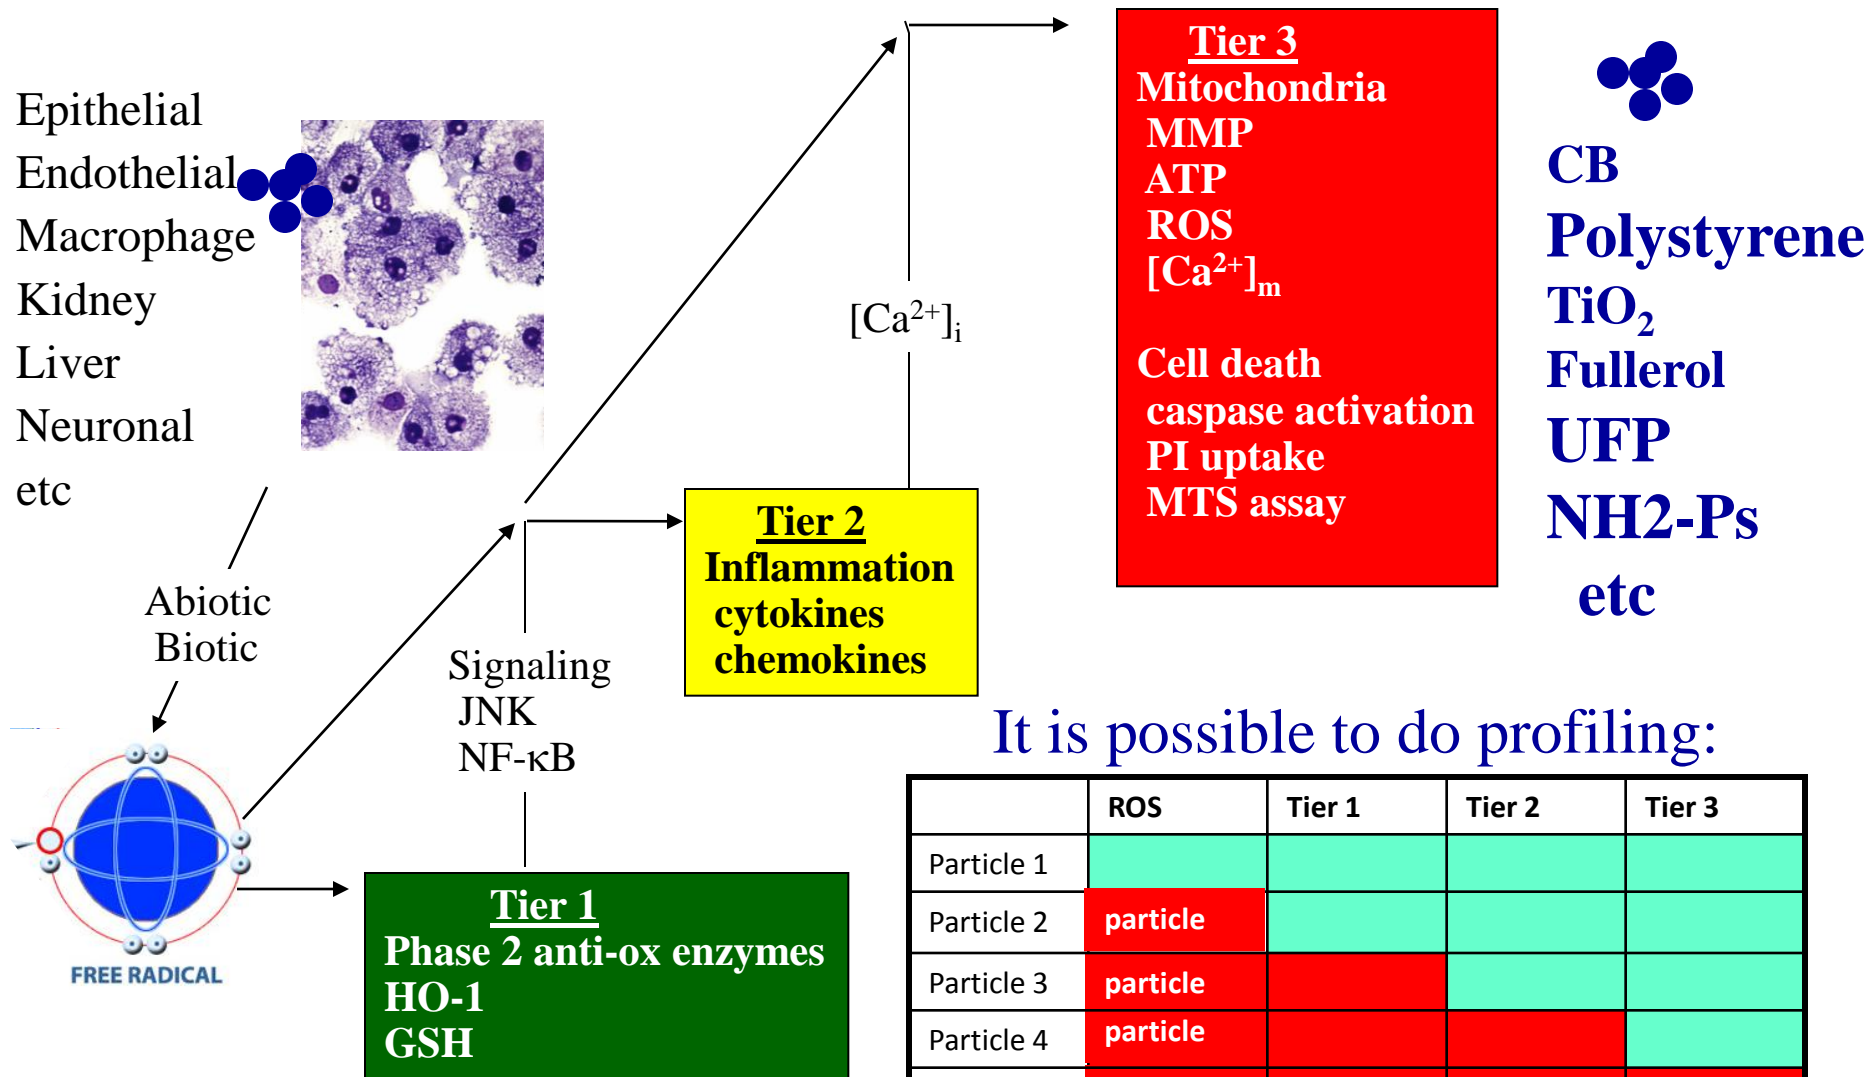 Epithelial
Endothelial
Macrophage
Kidney
Liver
Neuronal
etc
Abiotic
Biotic
FREE RADICAL
Tier 1
Phase 2 anti-ox enzymes
HO-1
GSH
Signaling
JNK
NF-κB
Tier 2
Inflammation
cytokines
chemokines
[Ca²⁺]ᵢ
Tier 3
Mitochondria
MMP
ATP
ROS
[Ca²⁺]ₘ
Cell death
caspase activation
PI uptake
MTS assay
CB
Polystyrene
TiO₂
Fullerol
UFP
NH2-Ps
etc
It is possible to do profiling:
ROS Tier 1 Tier 2 Tier 3
Particle 1
Particle 2 particle
Particle 3 particle
Particle 4 particle